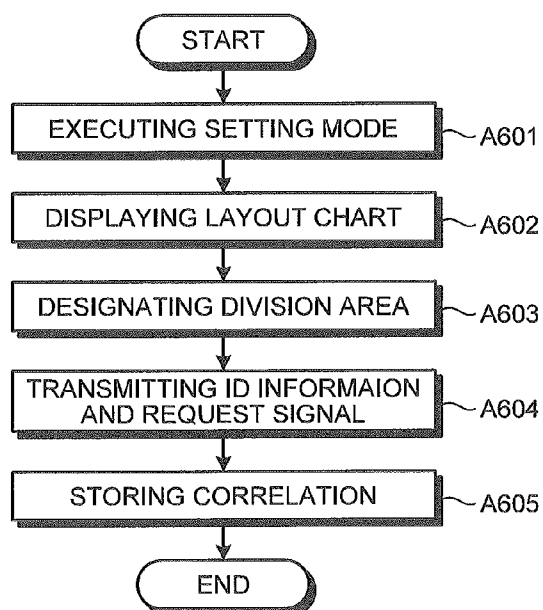 START
EXECUTING SETTING MODE
A601
DISPLAYING LAYOUT CHART
A602
DESIGNATING DIVISION AREA
A603
TRANSMITTING ID INFORMAION
AND REQUEST SIGNAL
A604
STORING CORRELATION
A605
END